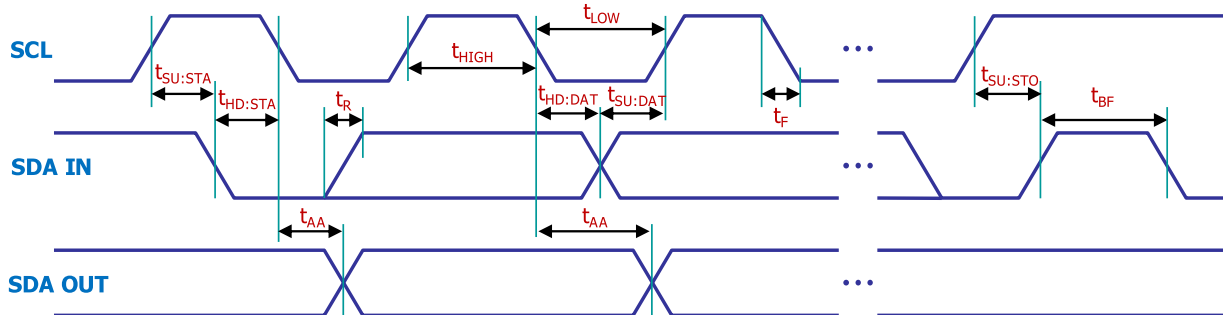 SCL
tSU:STA
tHD:STA
tR
tHIGH
tLOW
tHD:DAT
tSU:DAT
tF
...
tSU:STO
tBF
SDA IN
...
tAA
tAA
SDA OUT
...